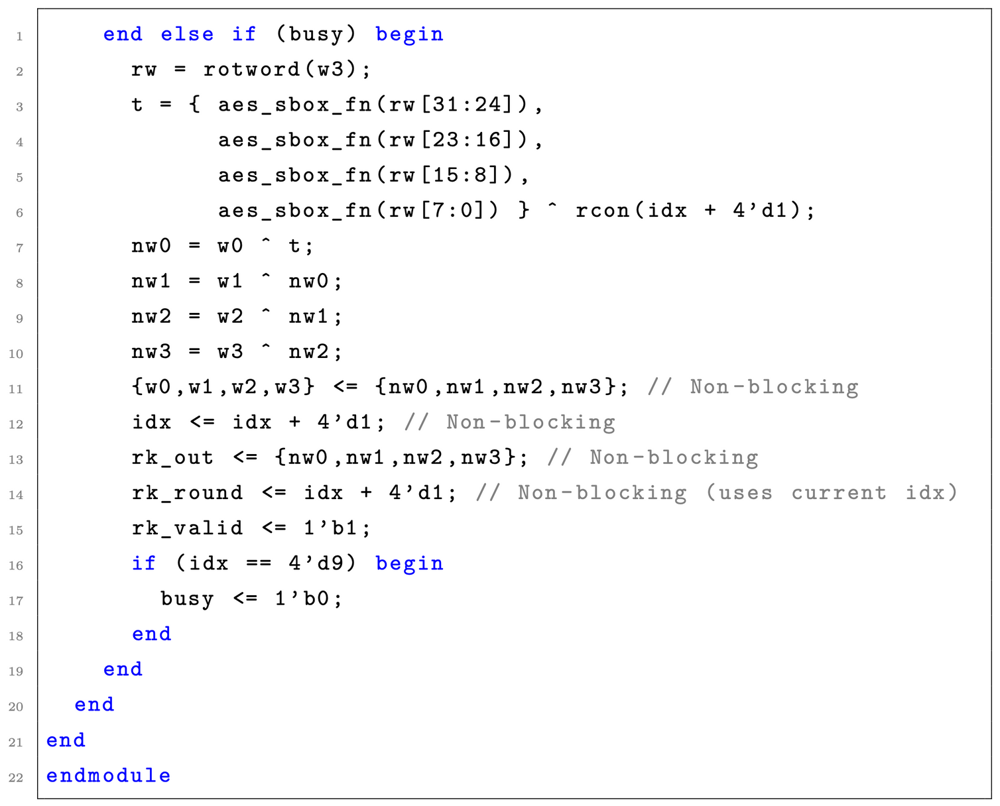 1 end else if (busy) begin
2 rw = rotword(w3);
3 t = { aes_sbox_fn(rw[31:24]),
4 aes_sbox_fn(rw[23:16]),
5 aes_sbox_fn(rw[15:8]),
6 aes_sbox_fn(rw[7:0]) } ^ rcon(idx + 4'd1);
7 nw0 = w0 ^ t;
8 nw1 = w1 ^ nw0;
9 nw2 = w2 ^ nw1;
10 nw3 = w3 ^ nw2;
11 {w0,w1,w2,w3} <= {nw0,nw1,nw2,nw3}; // Non-blocking
12 idx <= idx + 4'd1; // Non-blocking
13 rk_out <= {nw0,nw1,nw2,nw3}; // Non-blocking
14 rk_round <= idx + 4'd1; // Non-blocking (uses current idx)
15 rk_valid <= 1'b1;
16 if (idx == 4'd9) begin
17 busy <= 1'b0;
18 end
19 end
20 end
21 end
22 endmodule